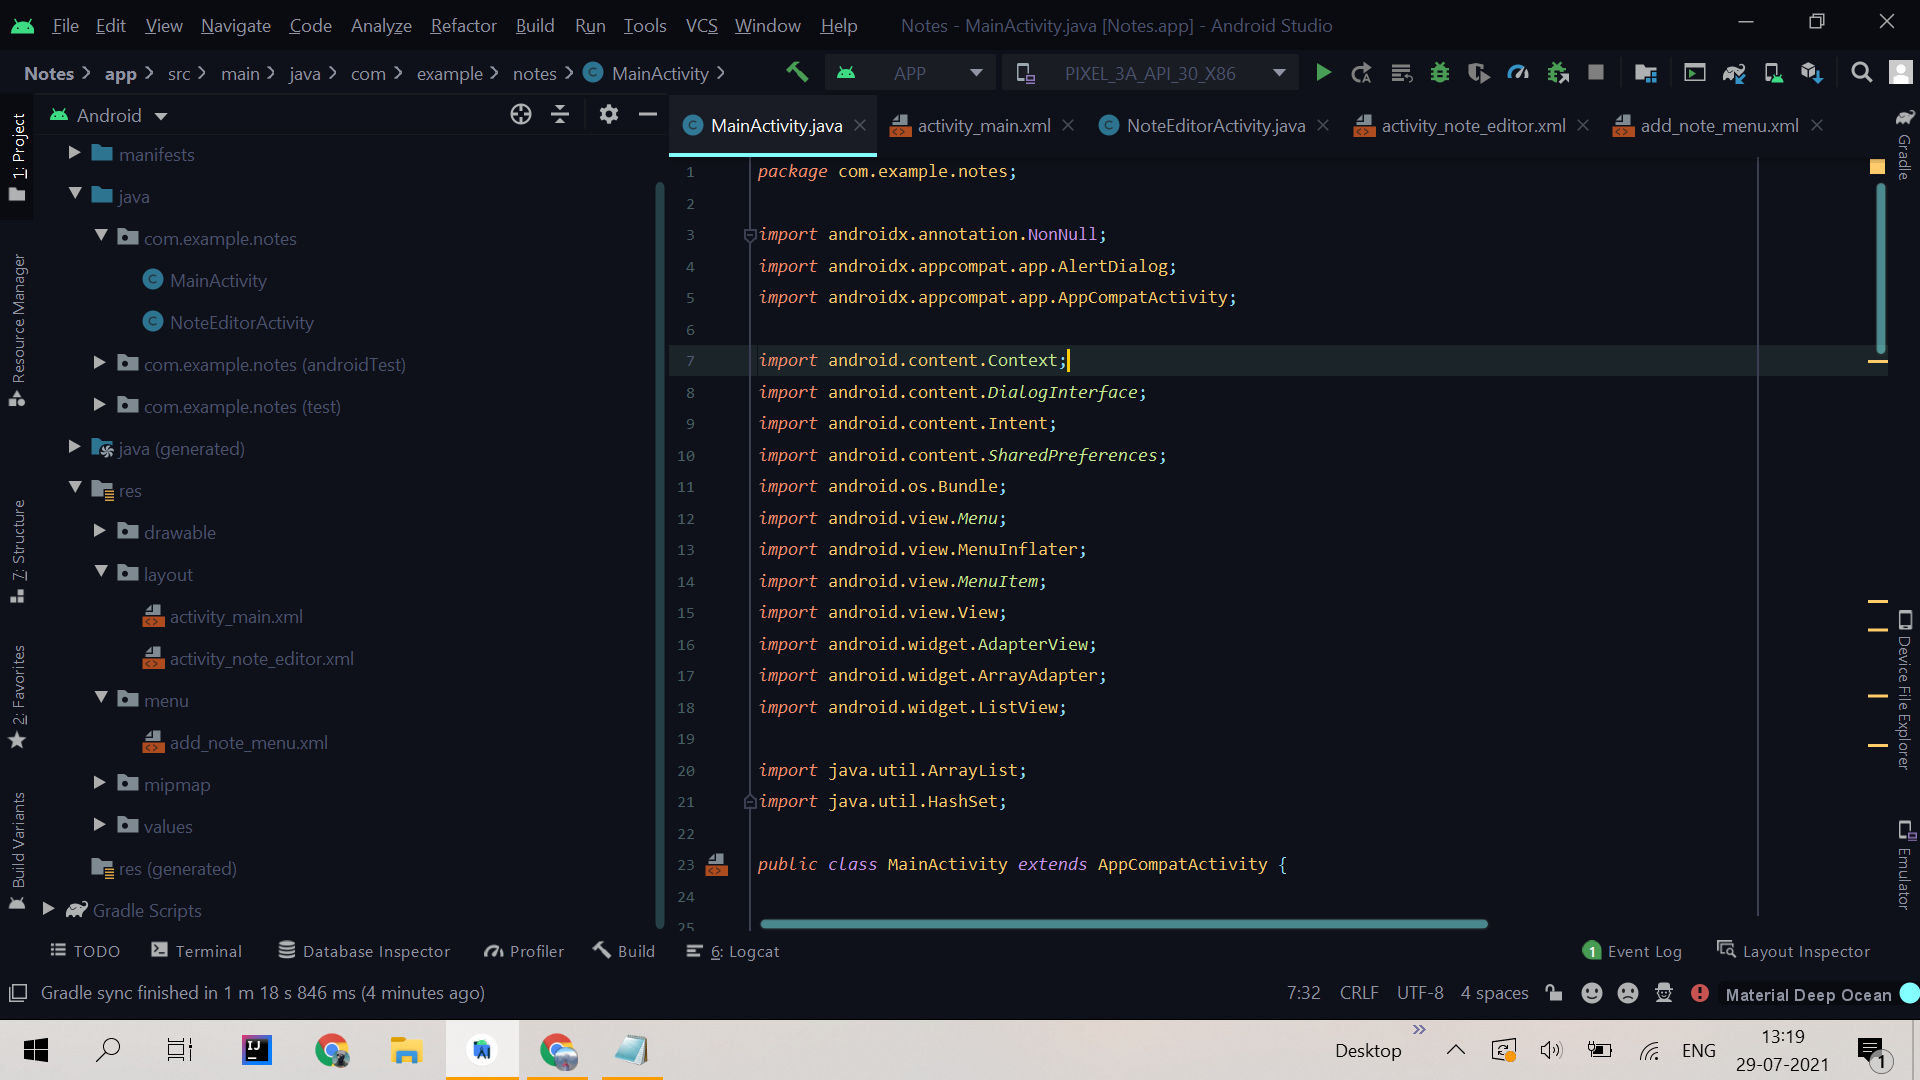 File Edit View Navigate Code Analyze Refactor Build Run Tools VCS Window Help Notes - MainActivity.java [Notes.app] - Android Studio
Notes app src main java com example notes MainActivity APP PIXEL_3A_API_30_X86
Android
MainActivity.java activity_main.xml NoteEditorActivity.java activity_note_editor.xml add_note_menu.xml
1: Project
Resource Manager
7: Structure
2: Favorites
Build Variants
manifests
java
com.example.notes
MainActivity
NoteEditorActivity
com.example.notes (androidTest)
com.example.notes (test)
java (generated)
res
drawable
layout
activity_main.xml
activity_note_editor.xml
menu
add_note_menu.xml
mipmap
values
res (generated)
Gradle Scripts
1 package com.example.notes;
2
3 import androidx.annotation.NonNull;
4 import androidx.appcompat.app.AlertDialog;
5 import androidx.appcompat.app.AppCompatActivity;
6
7 import android.content.Context;
8 import android.content.DialogInterface;
9 import android.content.Intent;
10 import android.content.SharedPreferences;
11 import android.os.Bundle;
12 import android.view.Menu;
13 import android.view.MenuInflater;
14 import android.view.MenuItem;
15 import android.view.View;
16 import android.widget.AdapterView;
17 import android.widget.ArrayAdapter;
18 import android.widget.ListView;
19
20 import java.util.ArrayList;
21 import java.util.HashSet;
22
23 public class MainActivity extends AppCompatActivity {
24
25
Gradle
Device File Explorer
Emulator
TODO Terminal Database Inspector Profiler Build 6: Logcat 1 Event Log Layout Inspector
Gradle sync finished in 1 m 18 s 846 ms (4 minutes ago) 7:32 CRLF UTF-8 4 spaces Material Deep Ocean
IJ Desktop ENG 13:19
29-07-2021 1